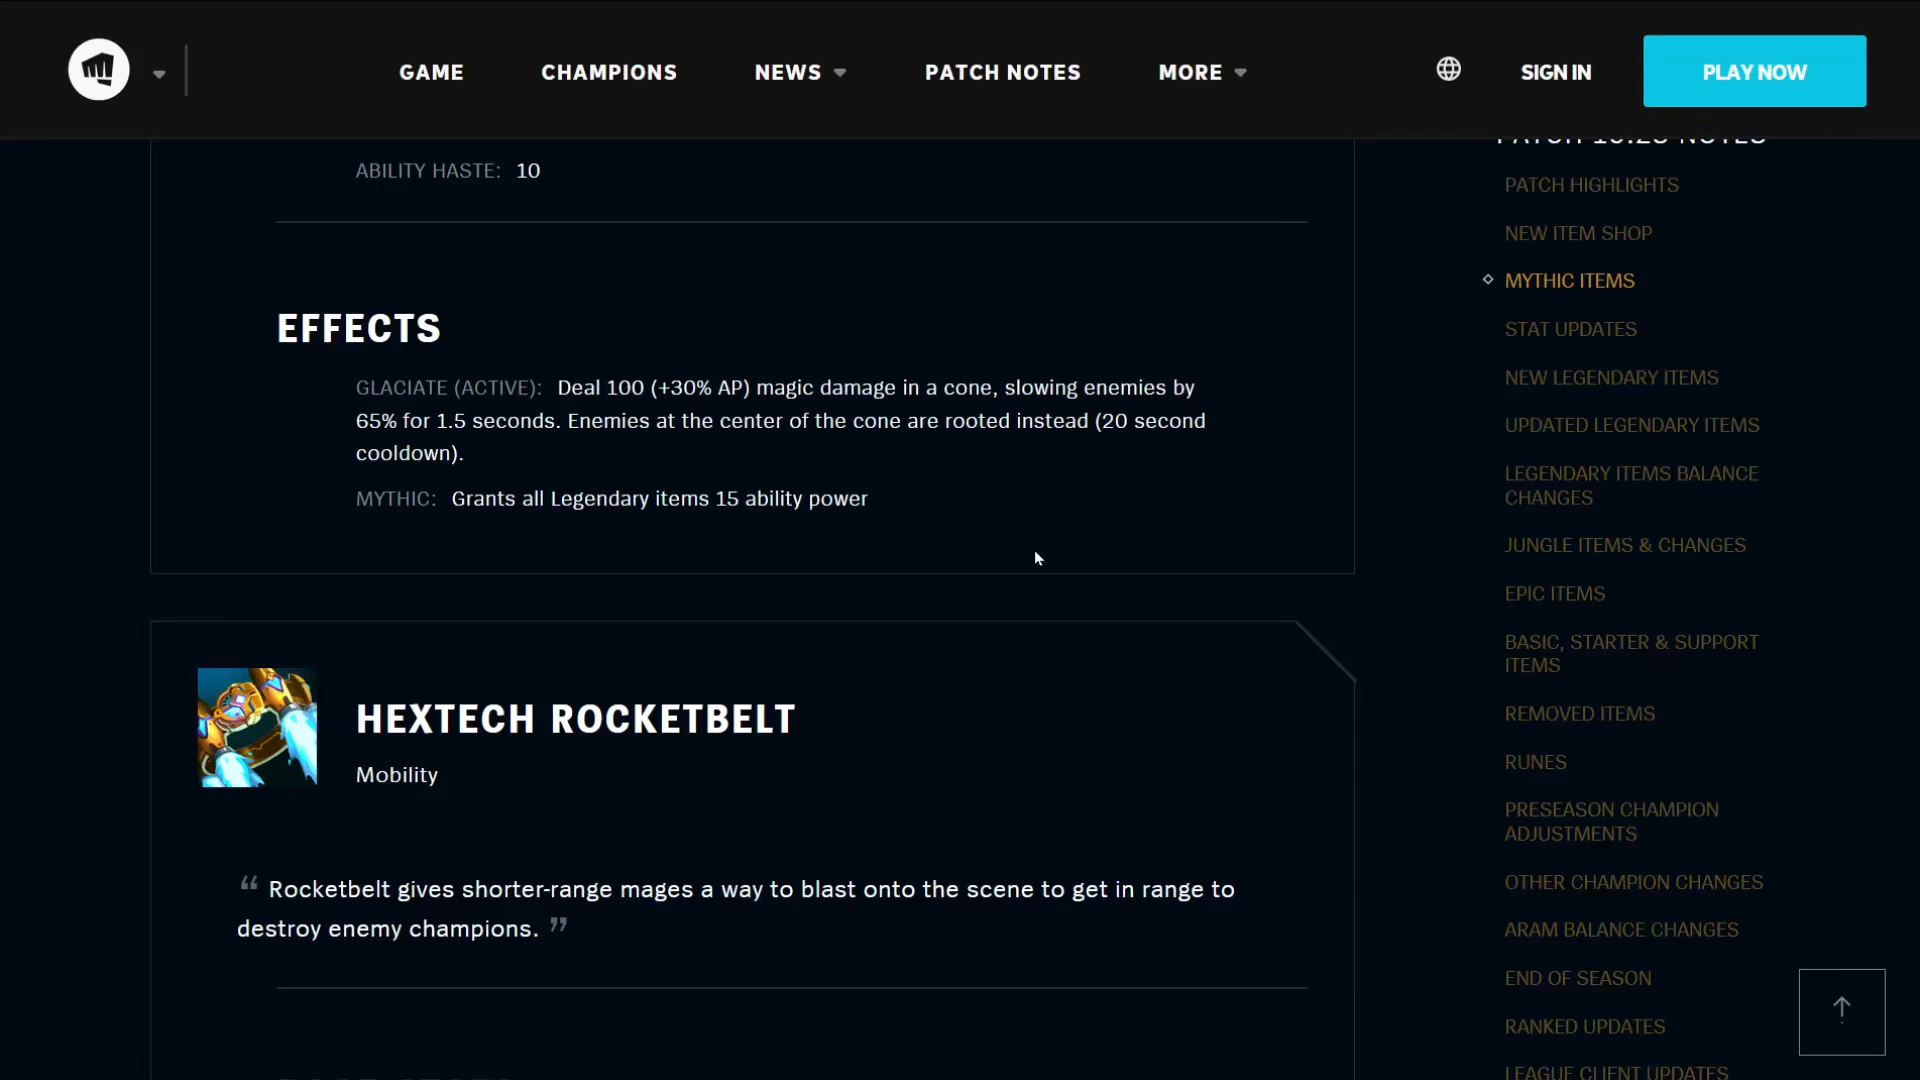 GAME
CHAMPIONS
NEWS
PATCH NOTES
MORE
SIGN IN
PLAY NOW
ABILITY HASTE: 10
EFFECTS
GLACIATE (ACTIVE): Deal 100 (+30% AP) magic damage in a cone, slowing enemies by
65% for 1.5 seconds. Enemies at the center of the cone are rooted instead (20 second
cooldown).
MYTHIC: Grants all Legendary items 15 ability power
HEXTECH ROCKETBELT
Mobility
“ Rocketbelt gives shorter-range mages a way to blast onto the scene to get in range to
destroy enemy champions. ”
PATCH 10.23 NOTES
PATCH HIGHLIGHTS
NEW ITEM SHOP
MYTHIC ITEMS
STAT UPDATES
NEW LEGENDARY ITEMS
UPDATED LEGENDARY ITEMS
LEGENDARY ITEMS BALANCE
CHANGES
JUNGLE ITEMS & CHANGES
EPIC ITEMS
BASIC, STARTER & SUPPORT
ITEMS
REMOVED ITEMS
RUNES
PRESEASON CHAMPION
ADJUSTMENTS
OTHER CHAMPION CHANGES
ARAM BALANCE CHANGES
END OF SEASON
RANKED UPDATES
LEAGUE CLIENT UPDATES